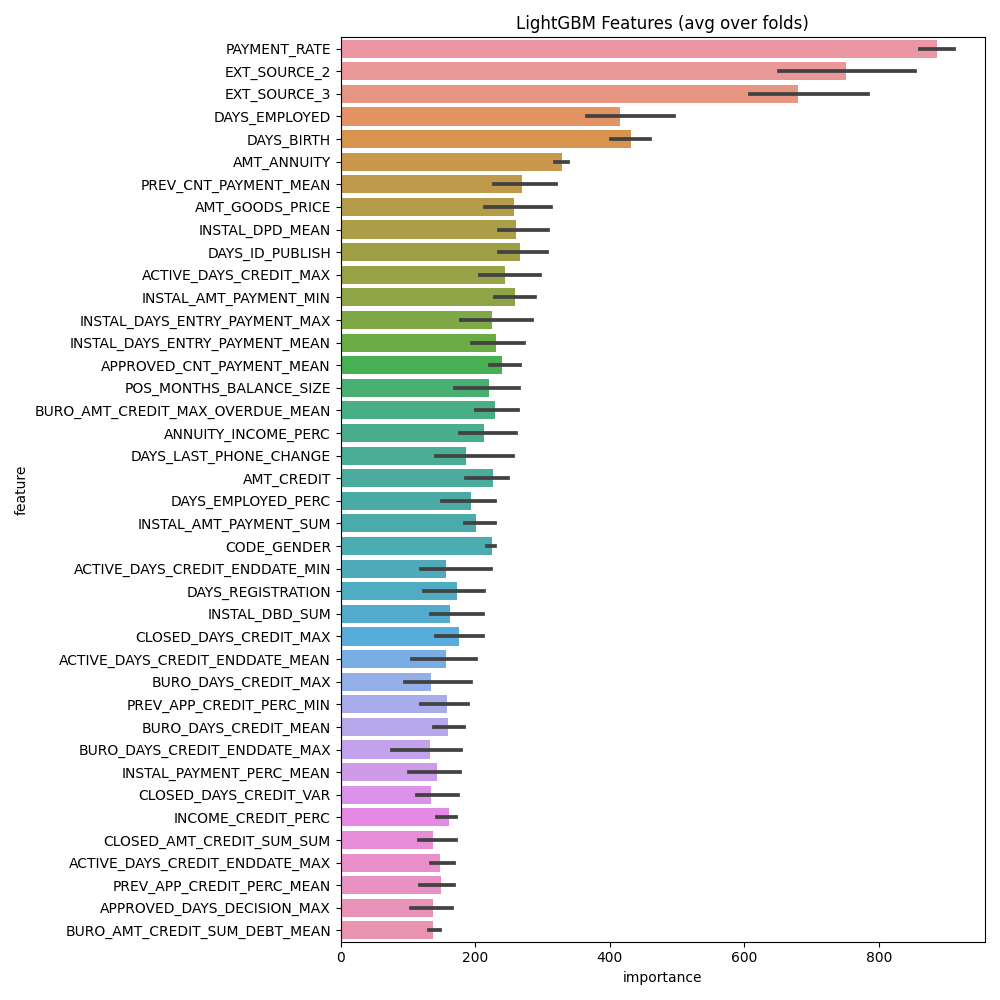 LightGBM Features (avg over folds)
PAYMENT_RATE
EXT_SOURCE_2
EXT_SOURCE_3
DAYS_EMPLOYED
DAYS_BIRTH
AMT_ANNUITY
PREV_CNT_PAYMENT_MEAN
AMT_GOODS_PRICE
INSTAL_DPD_MEAN
DAYS_ID_PUBLISH
ACTIVE_DAYS_CREDIT_MAX
INSTAL_AMT_PAYMENT_MIN
INSTAL_DAYS_ENTRY_PAYMENT_MAX
INSTAL_DAYS_ENTRY_PAYMENT_MEAN
APPROVED_CNT_PAYMENT_MEAN
POS_MONTHS_BALANCE_SIZE
BURO_AMT_CREDIT_MAX_OVERDUE_MEAN
ANNUITY_INCOME_PERC
DAYS_LAST_PHONE_CHANGE
AMT_CREDIT
DAYS_EMPLOYED_PERC
INSTAL_AMT_PAYMENT_SUM
CODE_GENDER
ACTIVE_DAYS_CREDIT_ENDDATE_MIN
DAYS_REGISTRATION
INSTAL_DBD_SUM
CLOSED_DAYS_CREDIT_MAX
ACTIVE_DAYS_CREDIT_ENDDATE_MEAN
BURO_DAYS_CREDIT_MAX
PREV_APP_CREDIT_PERC_MIN
BURO_DAYS_CREDIT_MEAN
BURO_DAYS_CREDIT_ENDDATE_MAX
INSTAL_PAYMENT_PERC_MEAN
CLOSED_DAYS_CREDIT_VAR
INCOME_CREDIT_PERC
CLOSED_AMT_CREDIT_SUM_SUM
ACTIVE_DAYS_CREDIT_ENDDATE_MAX
PREV_APP_CREDIT_PERC_MEAN
APPROVED_DAYS_DECISION_MAX
BURO_AMT_CREDIT_SUM_DEBT_MEAN
feature
0 200 400 600 800
importance